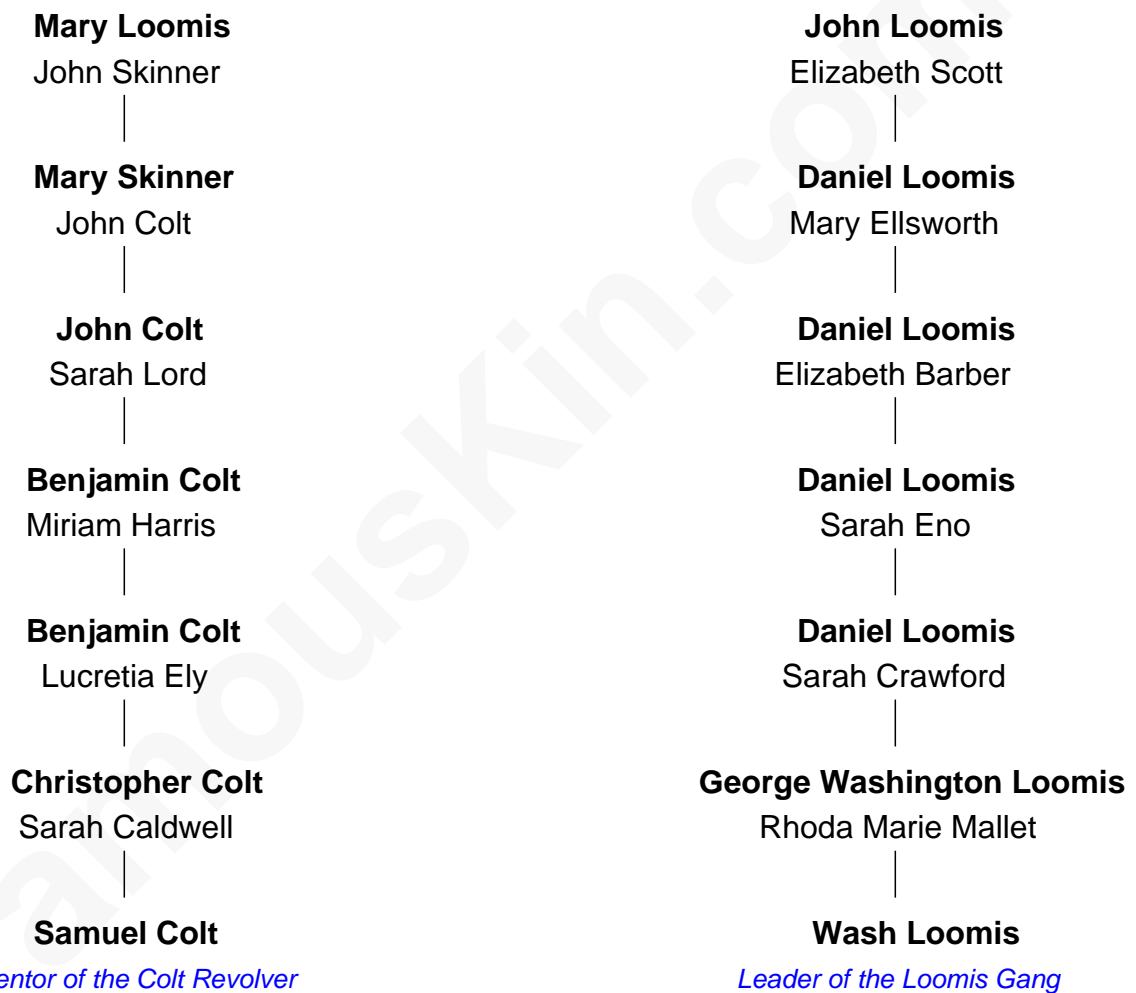 Mary Loomis
John Skinner
Mary Skinner
John Colt
John Colt
Sarah Lord
Benjamin Colt
Miriam Harris
Benjamin Colt
Lucretia Ely
Christopher Colt
Sarah Caldwell
Samuel Colt
entor of the Colt Revolver
John Loomis
Elizabeth Scott
Daniel Loomis
Mary Ellsworth
Daniel Loomis
Elizabeth Barber
Daniel Loomis
Sarah Eno
Daniel Loomis
Sarah Crawford
George Washington Loomis
Rhoda Marie Mallet
Wash Loomis
Leader of the Loomis Gang
amouskin.com